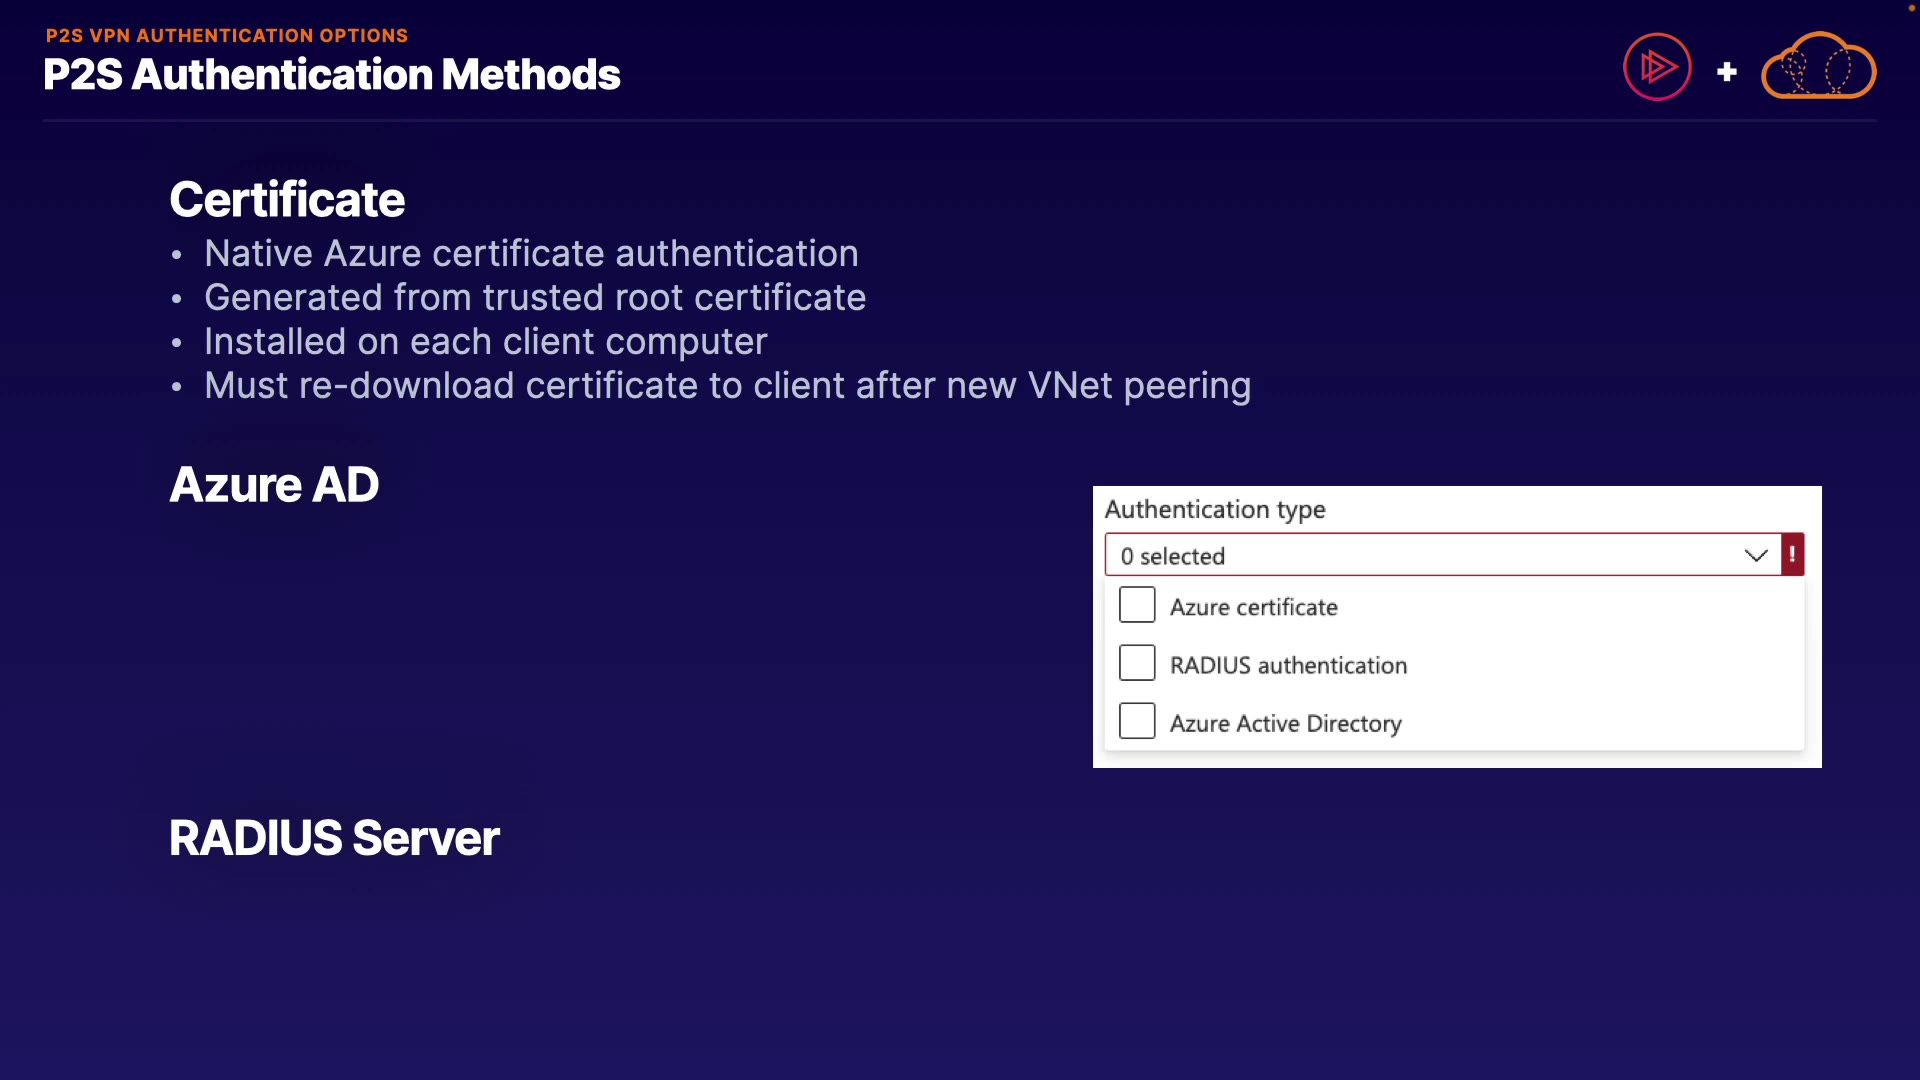 P2S VPN AUTHENTICATION OPTIONS
P2S Authentication Methods
+
Certificate
• Native Azure certificate authentication
• Generated from trusted root certificate
• Installed on each client computer
• Must re-download certificate to client after new VNet peering
Azure AD
Authentication type
0 selected
!
Azure certificate
RADIUS authentication
Azure Active Directory
RADIUS Server